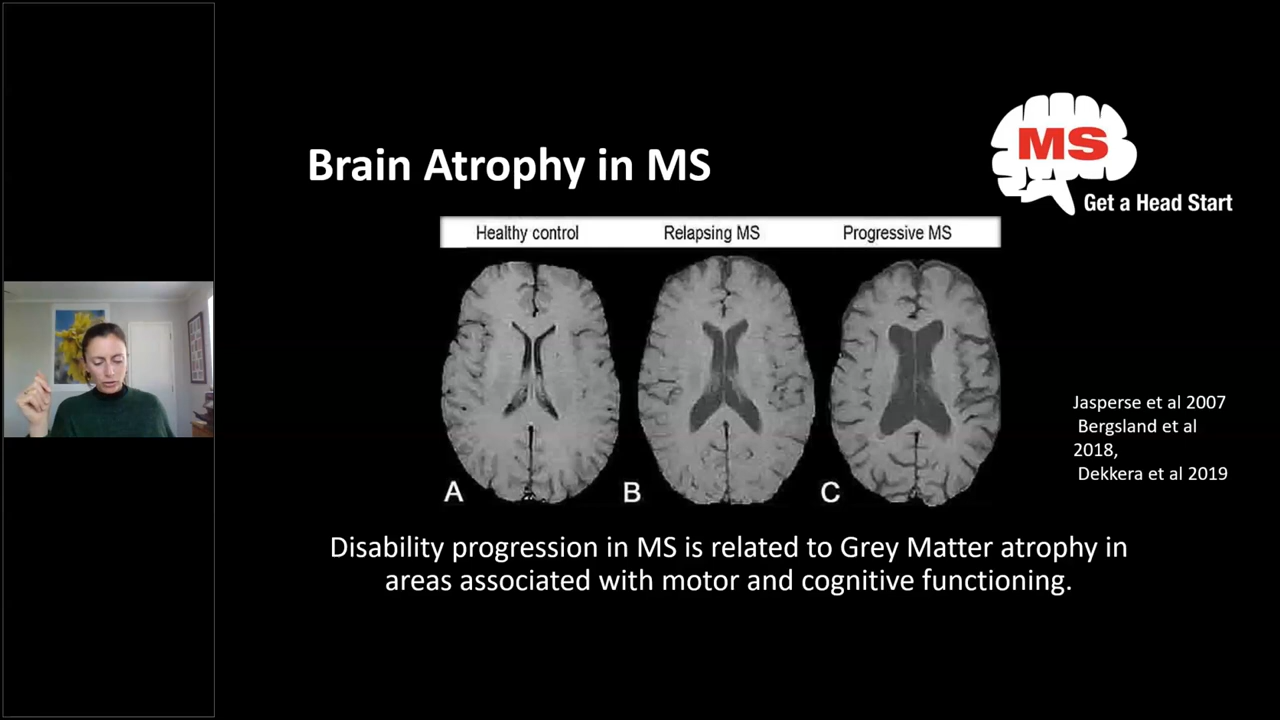 Brain Atrophy in MS
MS
Get a Head Start
Healthy control Relapsing MS Progressive MS
A B C
Jasperse et al 2007
Bergsland et al
2018,
Dekkera et al 2019
Disability progression in MS is related to Grey Matter atrophy in
areas associated with motor and cognitive functioning.